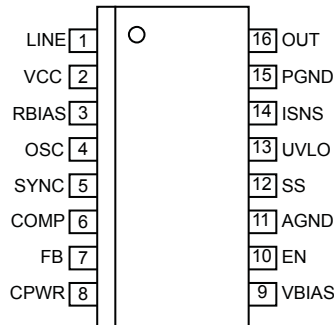 LINE 1 16 OUT
VCC 2 15 PGND
RBIAS 3 14 ISNS
OSC 4 13 UVLO
SYNC 5 12 SS
COMP 6 11 AGND
FB 7 10 EN
CPWR 8 9 VBIAS